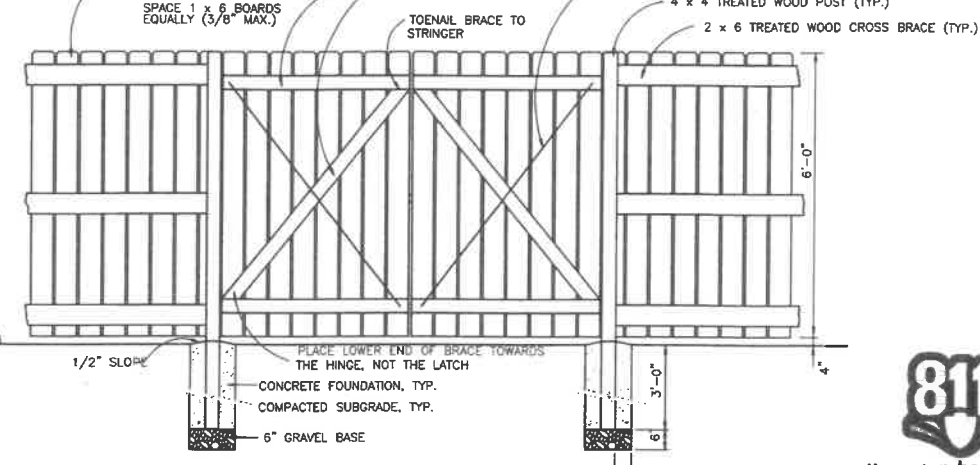 SPACE 1 x 6 BOARDS
EQUALLY (3/8" MAX.)
TOENAIL BRACE TO
STRINGER
4 x 4 TREATED WOOD POST (TYP.)
2 x 6 TREATED WOOD CROSS BRACE (TYP.)
6'-0"
1/2" SLOPE
PLACE LOWER END OF BRACE TOWARDS
THE HINGE, NOT THE LATCH
CONCRETE FOUNDATION, TYP.
COMPACTED SUBGRADE, TYP.
6" GRAVEL BASE
3'-0"
4"
6
811